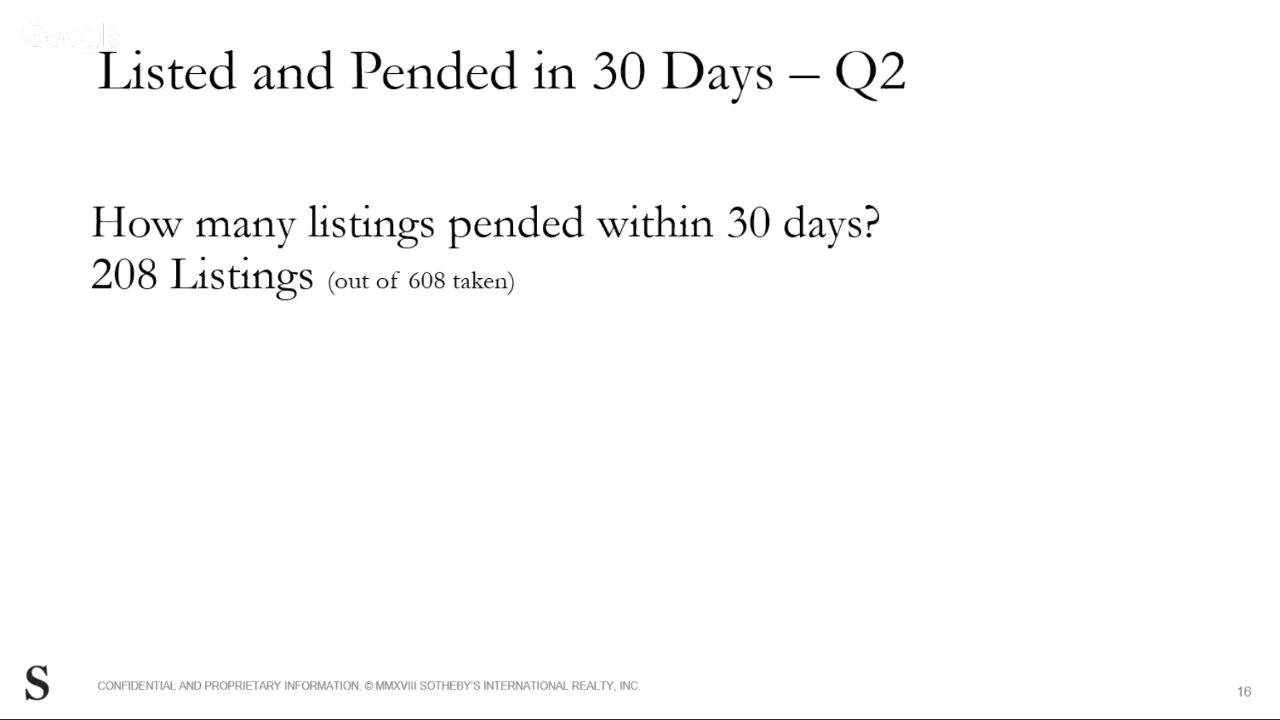 Google
Listed and Pended in 30 Days – Q2
How many listings pended within 30 days?
208 Listings (out of 608 taken)
S
CONFIDENTIAL AND PROPRIETARY INFORMATION. © MMXVIII SOTHEBY'S INTERNATIONAL REALTY, INC.
16